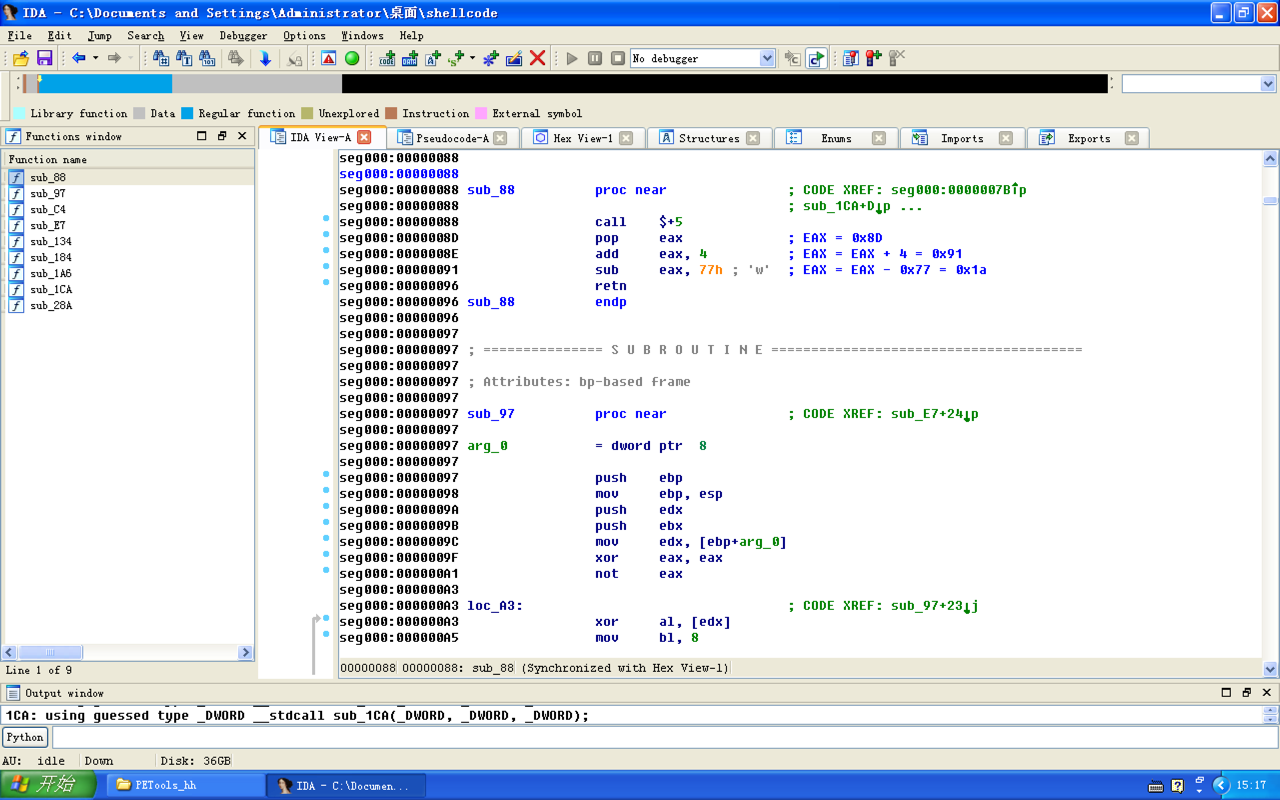 IDA - C:\Documents and Settings\Administrator\桌面\shellcode
File Edit Jump Search View Debugger Options Windows Help
No debugger
Library function Data Regular function Unexplored Instruction External symbol
Functions window
IDA View-A Pseudocode-A Hex View-1 Structures Enums Imports Exports
Function name
sub_88
sub_97
sub_C4
sub_E7
sub_134
sub_184
sub_1A6
sub_1CA
sub_28A
Line 1 of 9
seg000:00000088
seg000:00000088
seg000:00000088 sub_88 proc near ; CODE XREF: seg000:0000007B↑p
seg000:00000088 ; sub_1CA+D↓p ...
seg000:00000088 call $+5
seg000:0000008D pop eax ; EAX = 0x8D
seg000:0000008E add eax, 4 ; EAX = EAX + 4 = 0x91
seg000:00000091 sub eax, 77h ; 'w' ; EAX = EAX - 0x77 = 0x1a
seg000:00000096 retn
seg000:00000096 sub_88 endp
seg000:00000096
seg000:00000097
seg000:00000097 ; =============== S U B R O U T I N E =======================================
seg000:00000097
seg000:00000097 ; Attributes: bp-based frame
seg000:00000097
seg000:00000097 sub_97 proc near ; CODE XREF: sub_E7+24↓p
seg000:00000097
seg000:00000097 arg_0 = dword ptr 8
seg000:00000097
seg000:00000097 push ebp
seg000:00000098 mov ebp, esp
seg000:0000009A push edx
seg000:0000009B push ebx
seg000:0000009C mov edx, [ebp+arg_0]
seg000:0000009F xor eax, eax
seg000:000000A1 not eax
seg000:000000A3
seg000:000000A3 loc_A3: ; CODE XREF: sub_97+23↓j
seg000:000000A3 xor al, [edx]
seg000:000000A5 mov bl, 8
00000088 00000088: sub_88 (Synchronized with Hex View-1)
Output window
1CA: using guessed type _DWORD __stdcall sub_1CA(_DWORD, _DWORD, _DWORD);
Python
AU: idle Down Disk: 36GB
开始 PETools_hh IDA - C:\Documen... 15:17